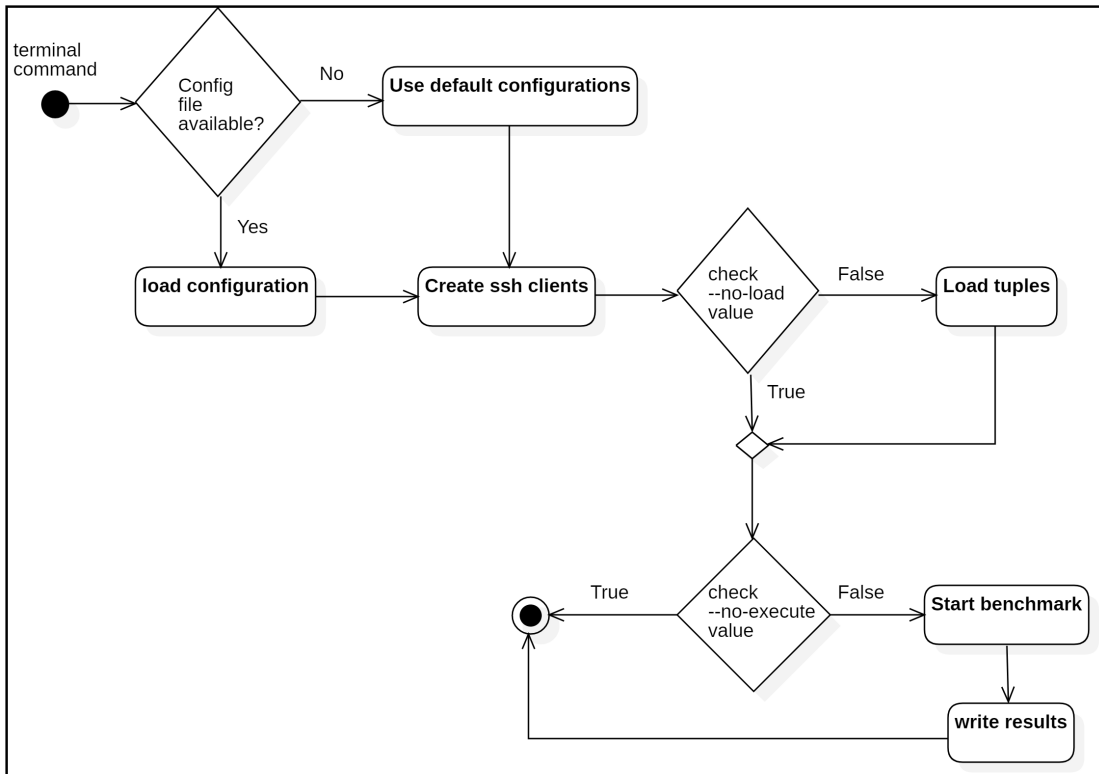 terminal
command
Config
file
available?
No
Use default configurations
Yes
load configuration
Create ssh clients
check
--no-load
value
False
Load tuples
True
True
check
--no-execute
value
False
Start benchmark
write results